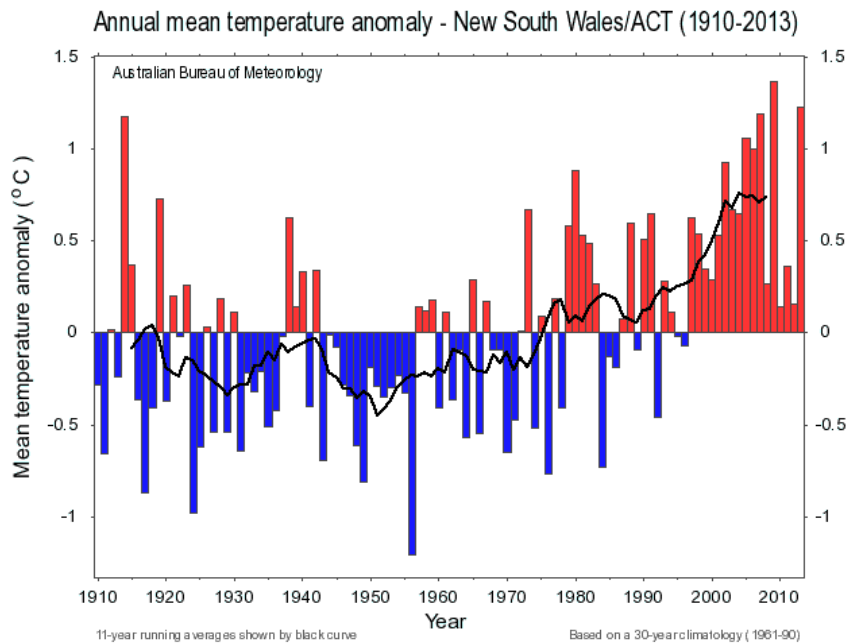 Annual mean temperature anomaly - New South Wales/ACT (1910-2013)
1.5 1.5
Australian Bureau of Meteorology
1 1
0.5 0.5
0 0
-0.5 -0.5
-1 -1
Mean temperature anomaly (°C)
1910 1920 1930 1940 1950 1960 1970 1980 1990 2000 2010
Year
11-year running averages shown by black curve
Based on a 30-year climatology (1961-90)